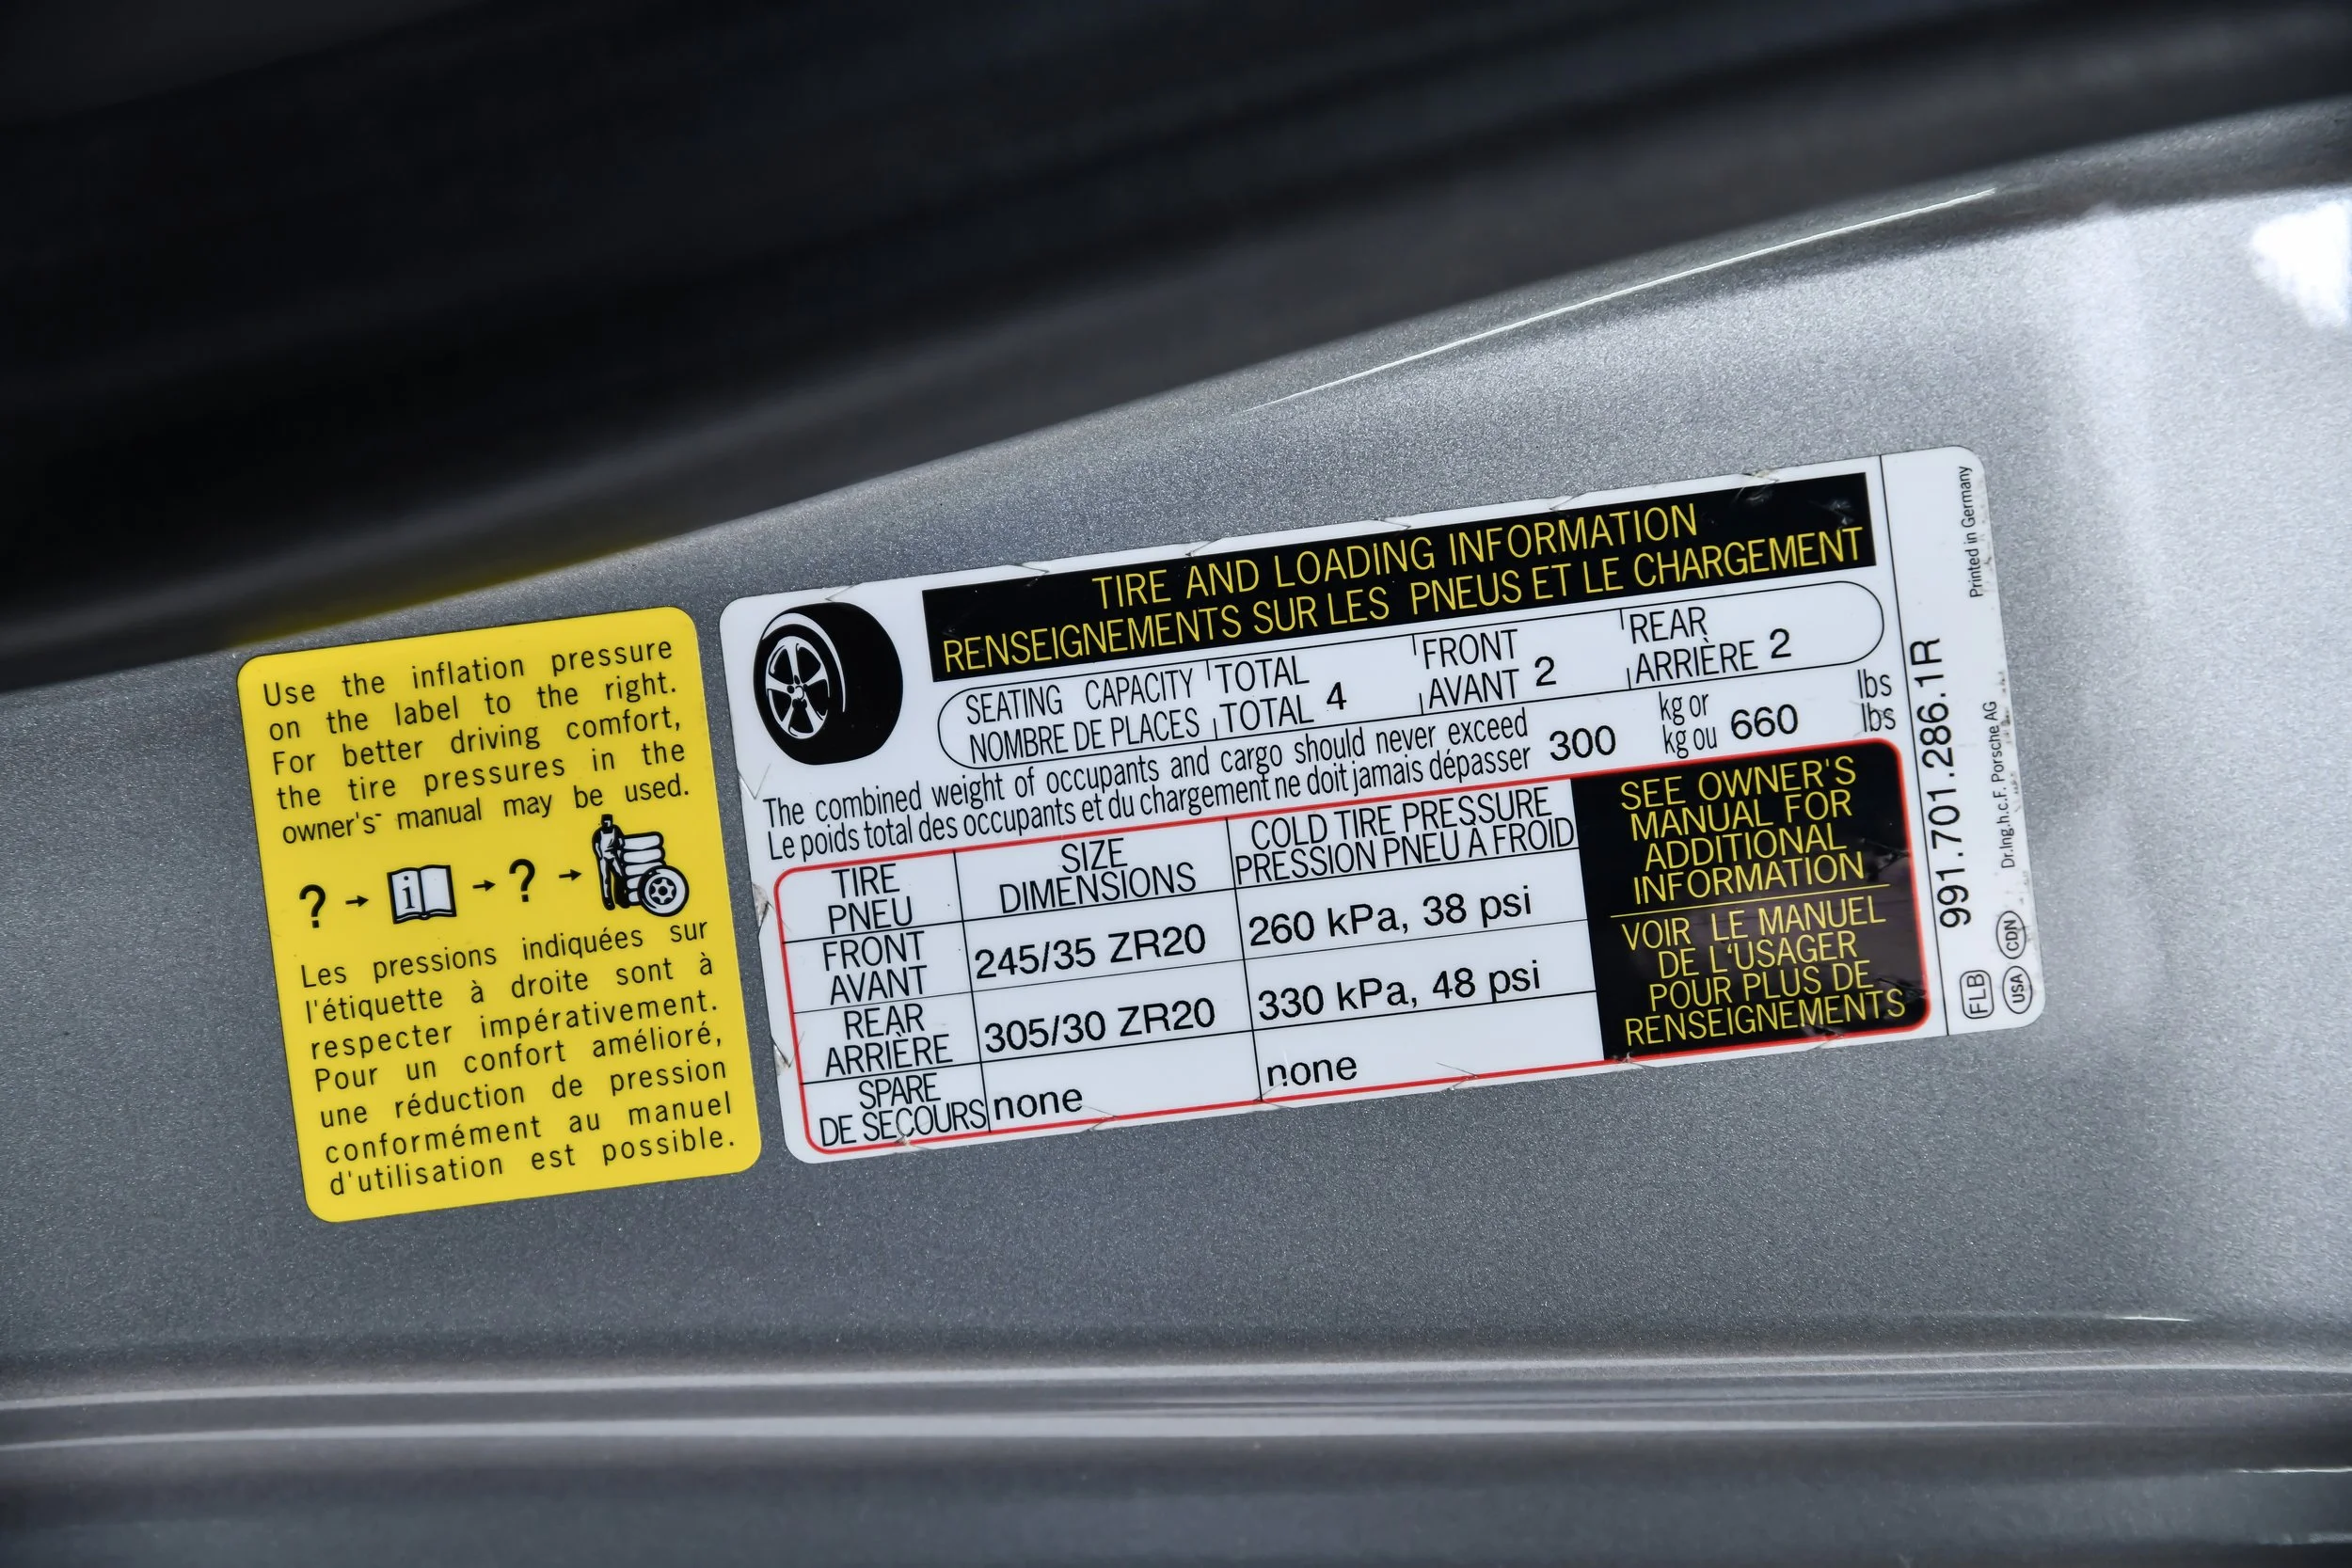 Use the inflation pressure
on the label to the right.
For better driving comfort,
the tire pressures in the
owner's manual may be used.
? → i → ? →
Les pressions indiquées sur
l'étiquette à droite sont à
respecter impérativement.
Pour un confort amélioré,
une réduction de pression
conformément au manuel
d'utilisation est possible.
TIRE AND LOADING INFORMATION
RENSEIGNEMENTS SUR LES PNEUS ET LE CHARGEMENT
SEATING CAPACITY TOTAL FRONT REAR
NOMBRE DE PLACES TOTAL 4 AVANT 2 ARRIÈRE 2
The combined weight of occupants and cargo should never exceed 300 kg or 660 lbs
Le poids total des occupants et du chargement ne doit jamais dépasser kg ou lbs
TIRE SIZE COLD TIRE PRESSURE
PNEU DIMENSIONS PRESSION PNEU À FROID
FRONT
AVANT 245/35 ZR20 260 kPa, 38 psi
REAR
ARRIÈRE 305/30 ZR20 330 kPa, 48 psi
SPARE
DE SECOURS none none
SEE OWNER'S
MANUAL FOR
ADDITIONAL
INFORMATION
VOIR LE MANUEL
DE L'USAGER
POUR PLUS DE
RENSEIGNEMENTS
991.701.286.1R
FLB
Printed in Germany
Dr.Ing.h.c.F. Porsche AG
CDN
USA